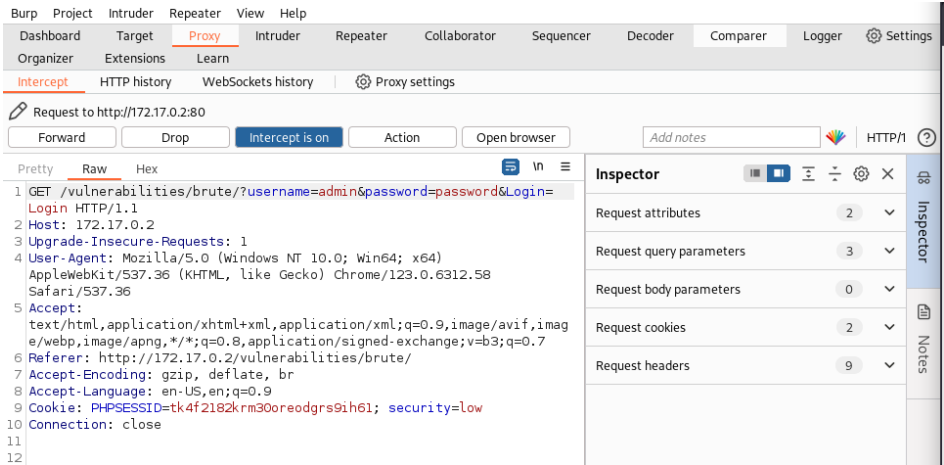 Burp Project Intruder Repeater View Help
Dashboard Target Proxy Intruder Repeater Collaborator Sequencer Decoder Comparer Logger Settings
Organizer Extensions Learn
Intercept HTTP history WebSockets history Proxy settings
Request to http://172.17.0.2:80
Forward Drop Intercept is on Action Open browser Add notes HTTP/1
Pretty Raw Hex \n
1 GET /vulnerabilities/brute/?username=admin&password=password&Login=
Login HTTP/1.1
2 Host: 172.17.0.2
3 Upgrade-Insecure-Requests: 1
4 User-Agent: Mozilla/5.0 (Windows NT 10.0; Win64; x64)
AppleWebKit/537.36 (KHTML, like Gecko) Chrome/123.0.6312.58
Safari/537.36
5 Accept:
text/html,application/xhtml+xml,application/xml;q=0.9,image/avif,imag
e/webp,image/apng,*/*;q=0.8,application/signed-exchange;v=b3;q=0.7
6 Referer: http://172.17.0.2/vulnerabilities/brute/
7 Accept-Encoding: gzip, deflate, br
8 Accept-Language: en-US,en;q=0.9
9 Cookie: PHPSESSID=tk4f2182krm30oreodgrs9ih61; security=low
10 Connection: close
11
12
Inspector
Request attributes 2
Request query parameters 3
Request body parameters 0
Request cookies 2
Request headers 9
Inspector
Notes